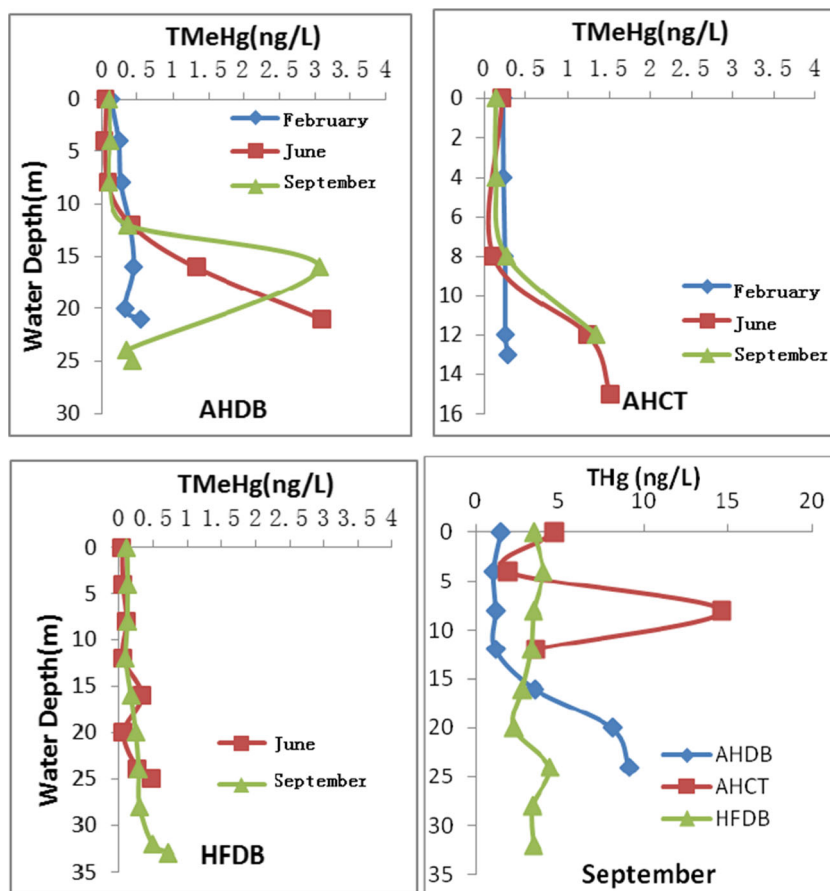 TMeHg(ng/L)
0 0.5 1 1.5 2 2.5 3 3.5 4
0
5
10
15
20
25
30
Water Depth(m)
February
June
September
AHDB
TMeHg(ng/L)
0 0.5 1 1.5 2 2.5 3 3.5 4
0
2
4
6
8
10
12
14
16
February
June
September
AHCT
TMeHg(ng/L)
0 0.5 1 1.5 2 2.5 3 3.5 4
0
5
10
15
20
25
30
35
Water Depth(m)
June
September
HFDB
THg (ng/L)
0 5 10 15 20
0
5
10
15
20
25
30
35
AHDB
AHCT
HFDB
September